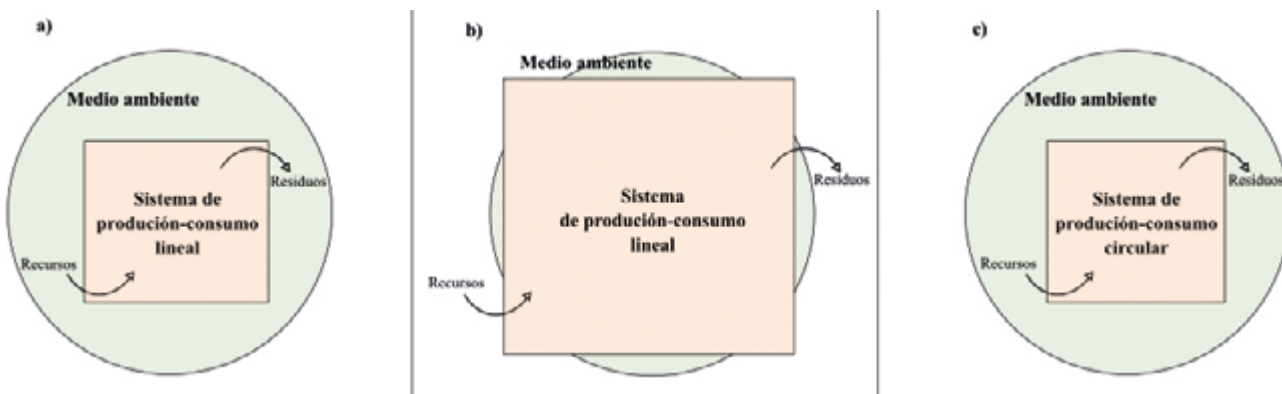 a)
Medio ambiente
Sistema de
produción-consumo
lineal
Residuos
Recursos
b)
Medio ambiente
Sistema
de produción-consumo
lineal
Residuos
Recursos
c)
Medio ambiente
Sistema de
produción-consumo
circular
Residuos
Recursos